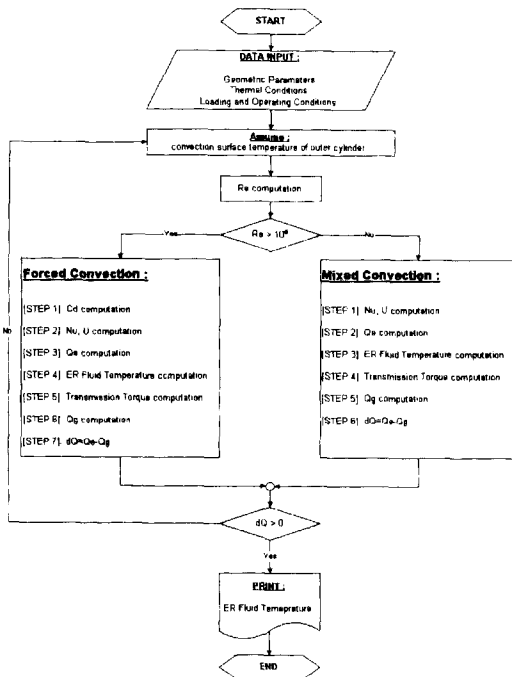 START
DATA INPUT :
Geometric Parameters
Thermal Conditions
Loading and Operating Conditions
Assume :
convection surface temperature of outer cylinder
Re computation
Re > 10⁶
Yes
No
Forced Convection :
[STEP 1] Cd computation
[STEP 2] Nu, U computation
[STEP 3] Qe computation
[STEP 4] ER Fluid Temperature computation
[STEP 5] Transmission Torque computation
[STEP 6] Qg computation
[STEP 7] dQ=Qe-Qg
Mixed Convection :
[STEP 1] Nu, U computation
[STEP 2] Qe computation
[STEP 3] ER Fluid Temperature computation
[STEP 4] Transmission Torque computation
[STEP 5] Qg computation
[STEP 6] dQ=Qe-Qg
No
dQ > 0
Yes
PRINT :
ER Fluid Temaprature
END